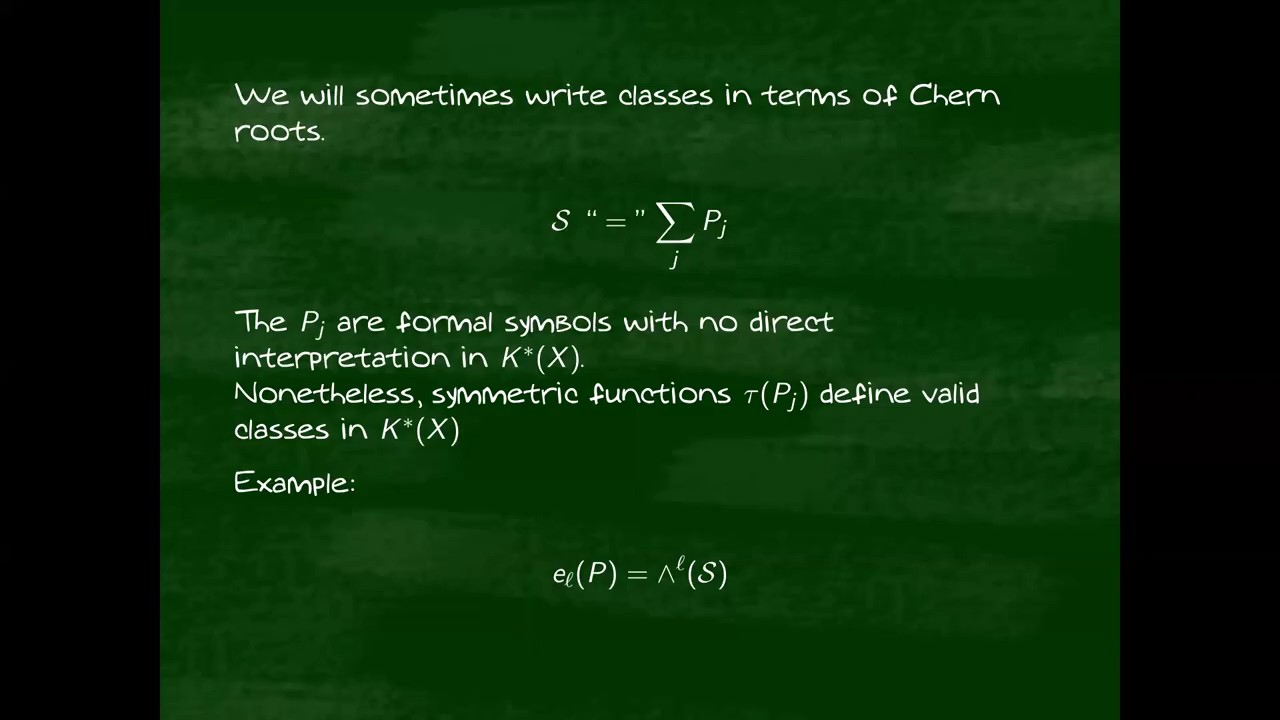 We will sometimes write classes in terms of Chern
roots.
𝒮 “ = ” ∑_j P_j
The P_j are formal symbols with no direct
interpretation in K*(X).
Nonetheless, symmetric functions τ(P_j) define valid
classes in K*(X)
Example:
e_ℓ(P) = ∧^ℓ(𝒮)